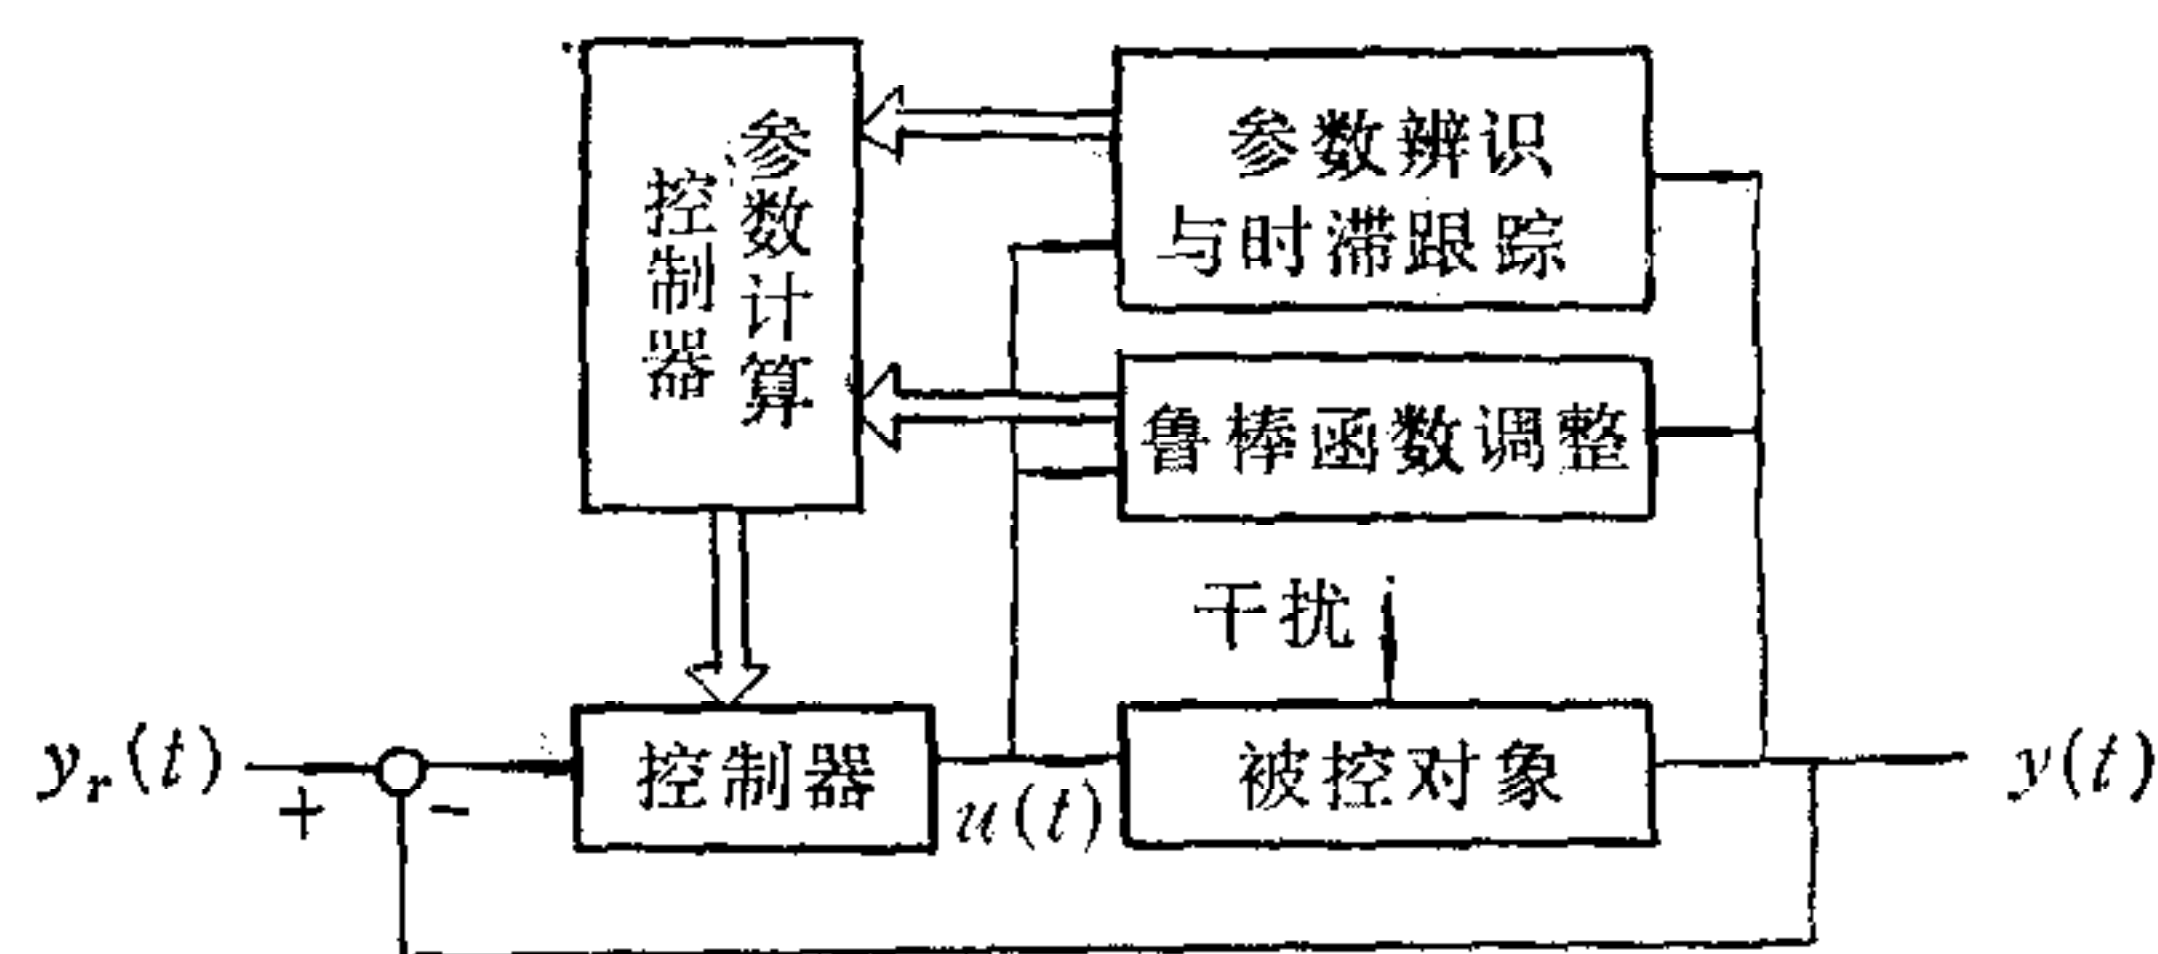 控制器
参数计算
参数辨识
与时滞跟踪
鲁棒函数调整
干扰
yᵣ(t)
+
−
控制器
u(t)
被控对象
y(t)